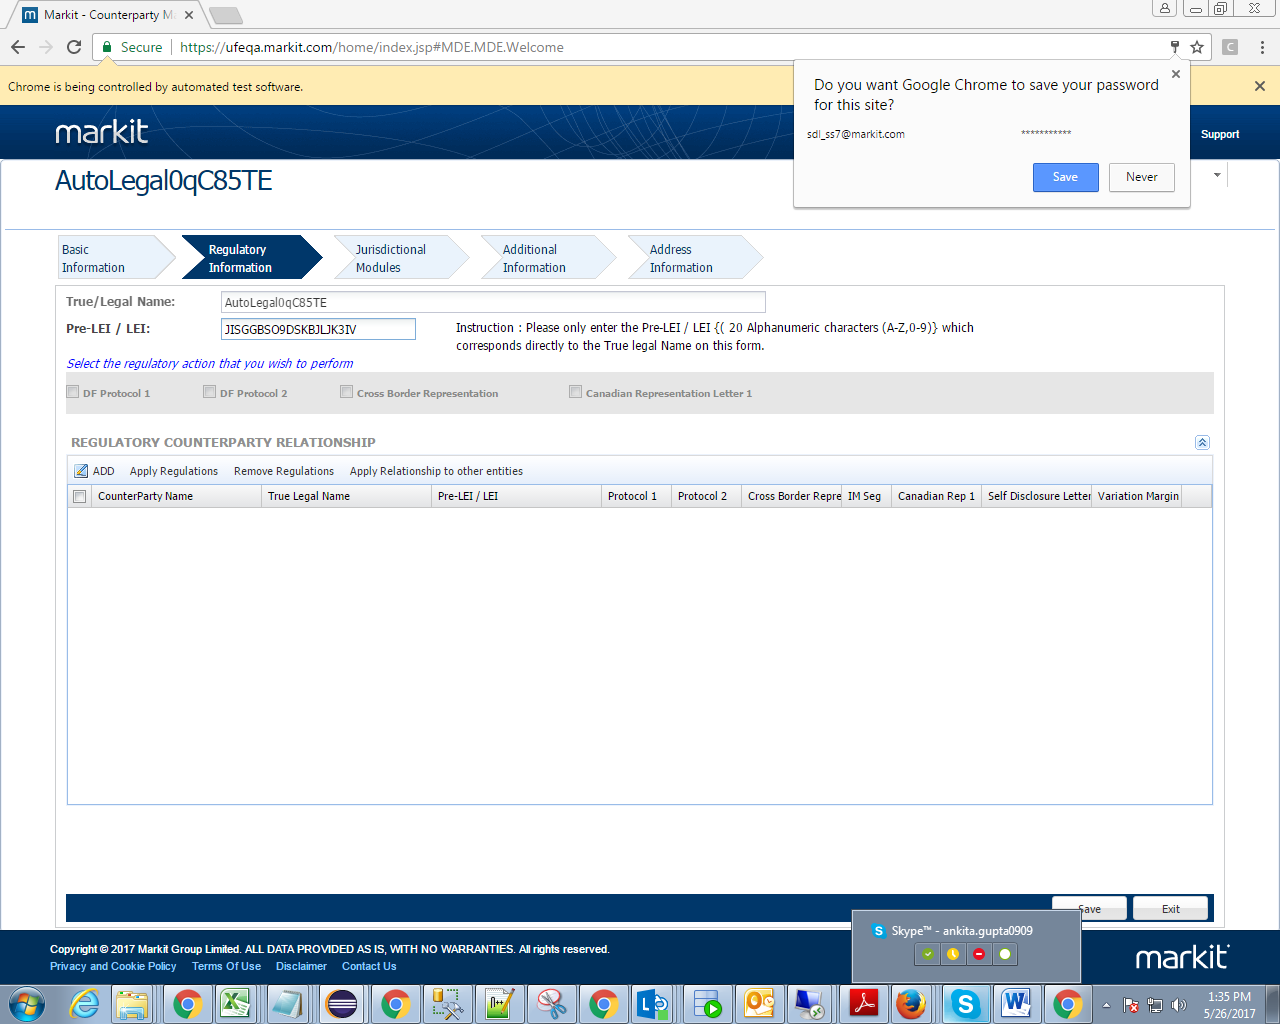 Markit - Counterparty M
Secure
https://ufeqa.markit.com/home/index.jsp#MDE.MDE.Welcome
Chrome is being controlled by automated test software.
Do you want Google Chrome to save your password
for this site?
sdl_ss7@markit.com ***********
Save Never
markit
Support
AutoLegal0qC85TE
Basic
Information
Regulatory
Information
Jurisdictional
Modules
Additional
Information
Address
Information
True/Legal Name: AutoLegal0qC85TE
Pre-LEI / LEI: JISGGBSO9DSKBJLJK3IV
Instruction : Please only enter the Pre-LEI / LEI {( 20 Alphanumeric characters (A-Z,0-9)} which
corresponds directly to the True legal Name on this form.
Select the regulatory action that you wish to perform
DF Protocol 1 DF Protocol 2 Cross Border Representation Canadian Representation Letter 1
REGULATORY COUNTERPARTY RELATIONSHIP
ADD Apply Regulations Remove Regulations Apply Relationship to other entities
CounterParty Name True Legal Name Pre-LEI / LEI Protocol 1 Protocol 2 Cross Border Repre IM Seg Canadian Rep 1 Self Disclosure Letter Variation Margin
Save Exit
Skype™ - ankita.gupta0909
Copyright © 2017 Markit Group Limited. ALL DATA PROVIDED AS IS, WITH NO WARRANTIES. All rights reserved.
Privacy and Cookie Policy Terms Of Use Disclaimer Contact Us
markit
1:35 PM
5/26/2017